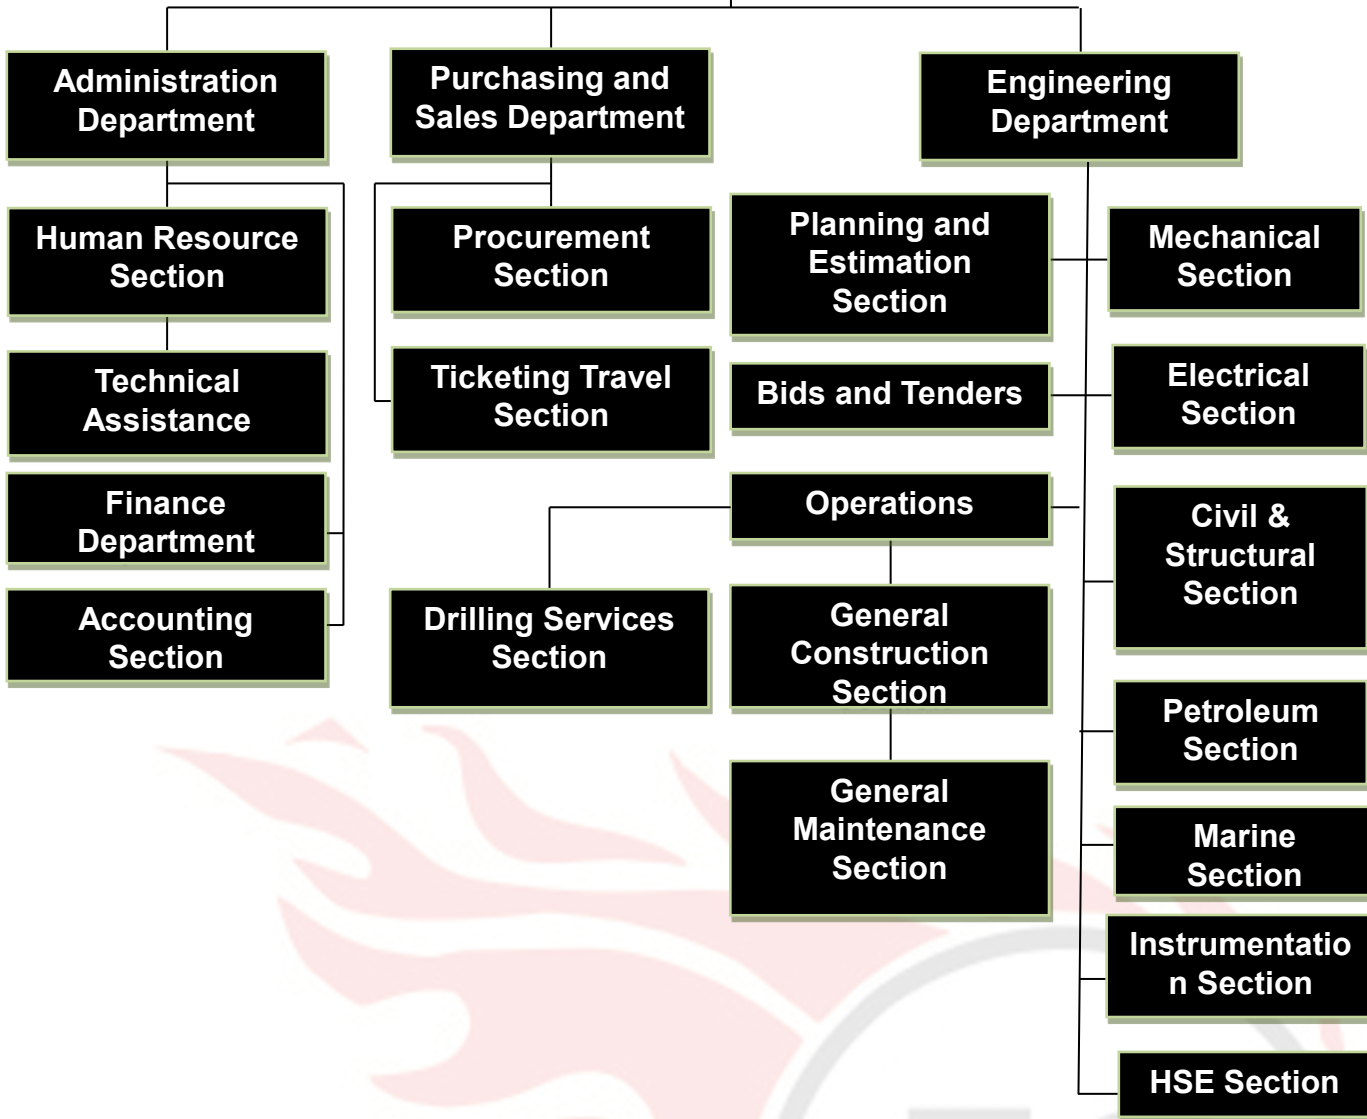 Administration
Department
Purchasing and
Sales Department
Engineering
Department
Human Resource
Section
Procurement
Section
Planning and
Estimation
Section
Mechanical
Section
Technical
Assistance
Ticketing Travel
Section
Bids and Tenders
Electrical
Section
Finance
Department
Operations
Civil &
Structural
Section
Accounting
Section
Drilling Services
Section
General
Construction
Section
Petroleum
Section
General
Maintenance
Section
Marine
Section
Instrumentatio
n Section
HSE Section